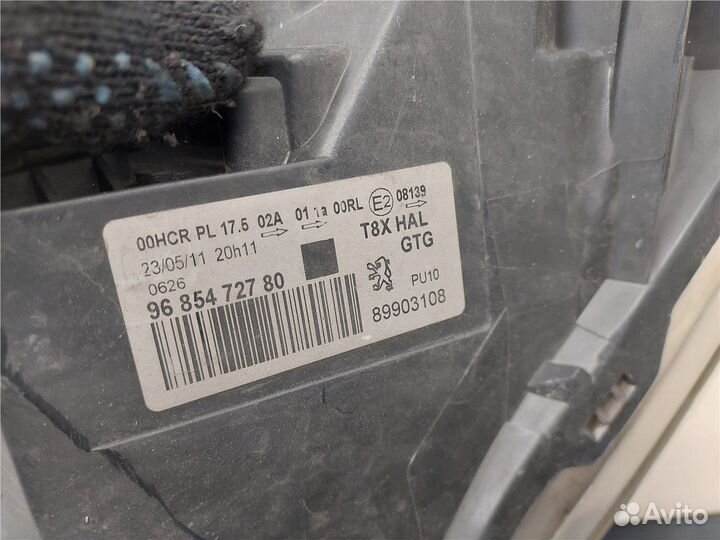 00HCR PL 17.5 02A 01 1a 00RL E2 08139
23/05/11 20h11 T8X HAL
0626 GTG
96 854 727 80 PU10
89903108
Avito